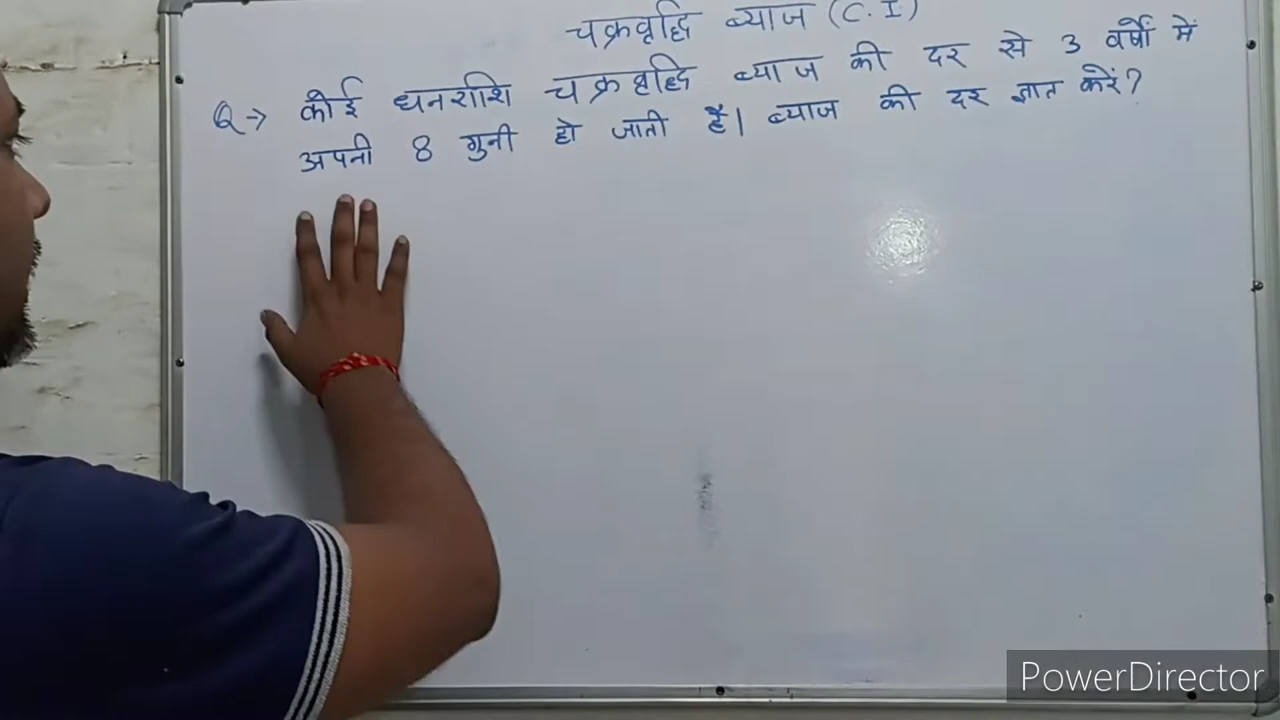 चक्रवृद्धि ब्याज (C.I)
Q→ कोई धनराशि चक्रवृद्धि ब्याज की दर से 3 वर्षों में
अपनी 8 गुनी हो जाती है। ब्याज की दर ज्ञात करें?
PowerDirector